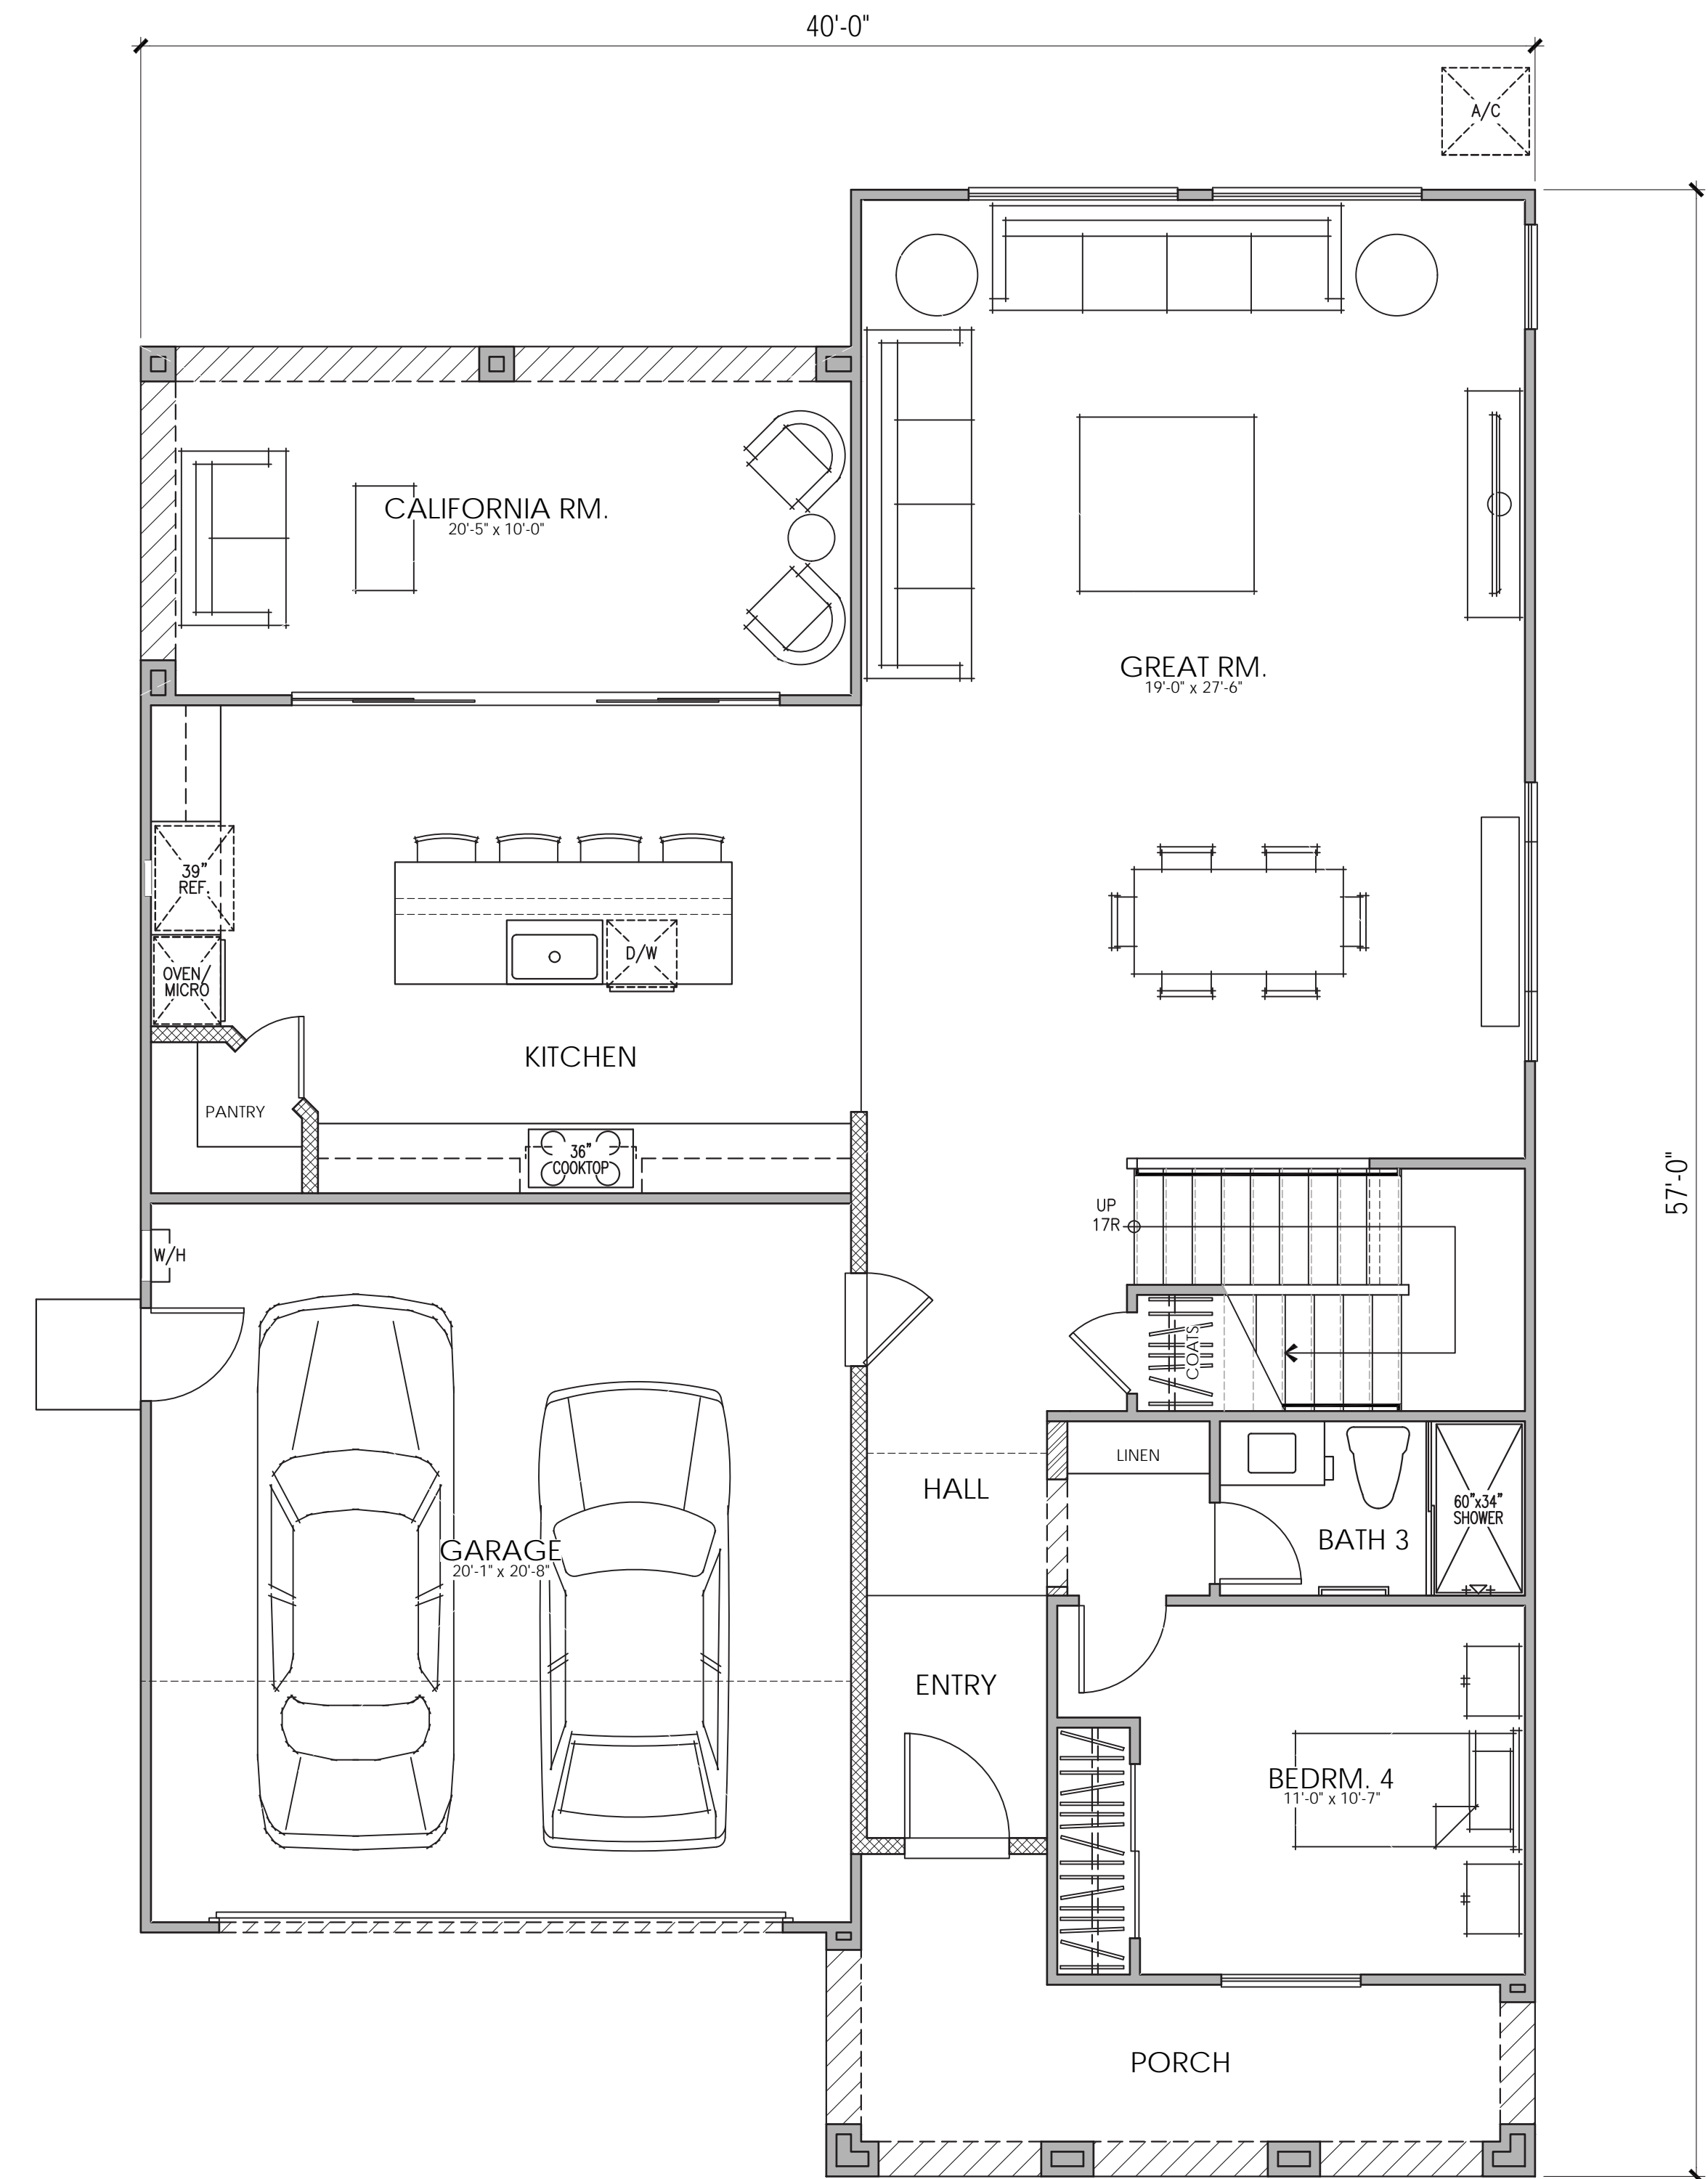 40'-0"
A/C
CALIFORNIA RM.
20'-5" x 10'-0"
GREAT RM.
19'-0" x 27'-6"
39"
REF.
D/W
OVEN/
MICRO
KITCHEN
PANTRY
36"
COOKTOP
57'-0"
UP
17R
W/H
COATS
LINEN
HALL
60"x34"
SHOWER
BATH 3
GARAGE
20'-1" x 20'-8"
ENTRY
BEDRM. 4
11'-0" x 10'-7"
PORCH